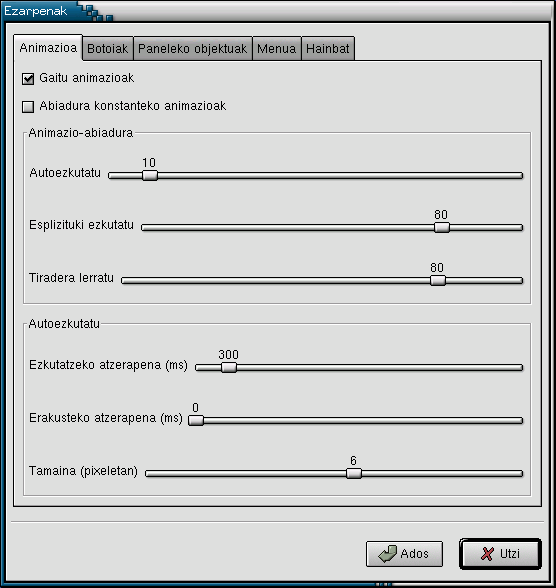 Ezarpenak
Animazioa Botoiak Paneleko objektuak Menua Hainbat
Gaitu animazioak
Abiadura konstanteko animazioak
Animazio-abiadura
10
Autoezkutatu
80
Esplizituki ezkutatu
80
Tiradera lerratu
Autoezkutatu
300
Ezkutatzeko atzerapena (ms)
0
Erakusteko atzerapena (ms)
6
Tamaina (pixeletan)
Ados Utzi